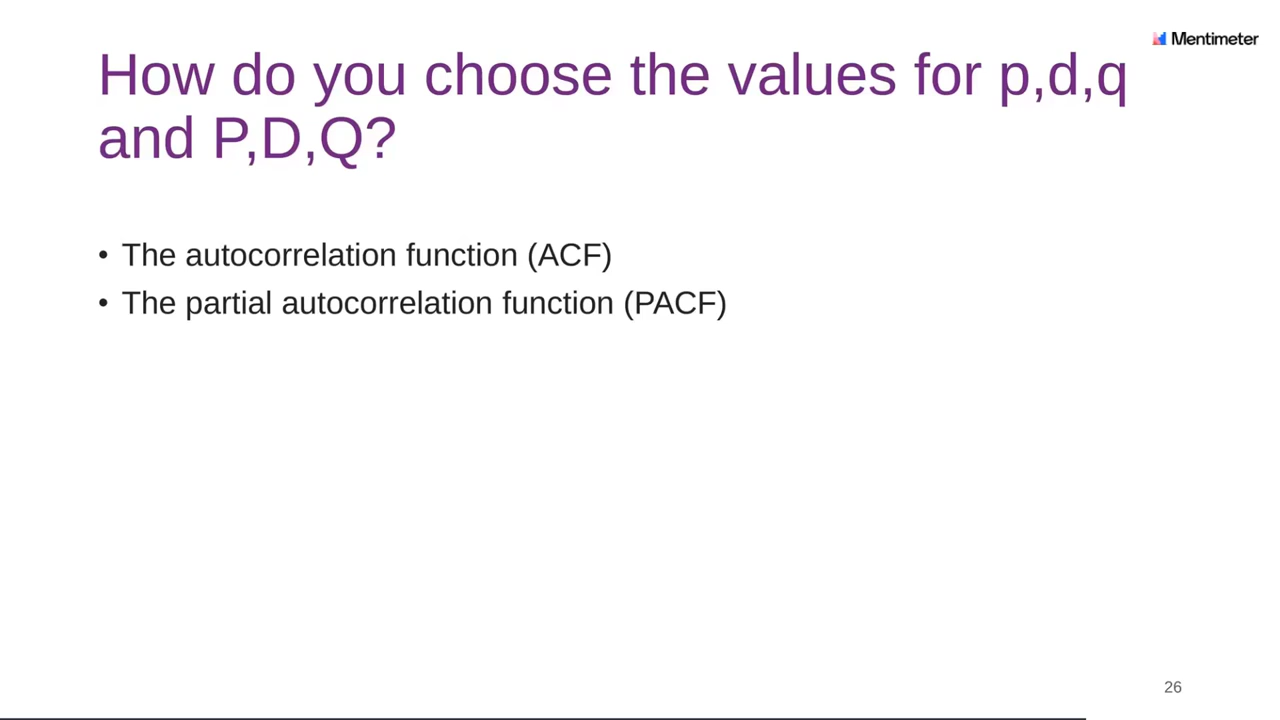 Mentimeter
How do you choose the values for p,d,q
and P,D,Q?
• The autocorrelation function (ACF)
• The partial autocorrelation function (PACF)
26